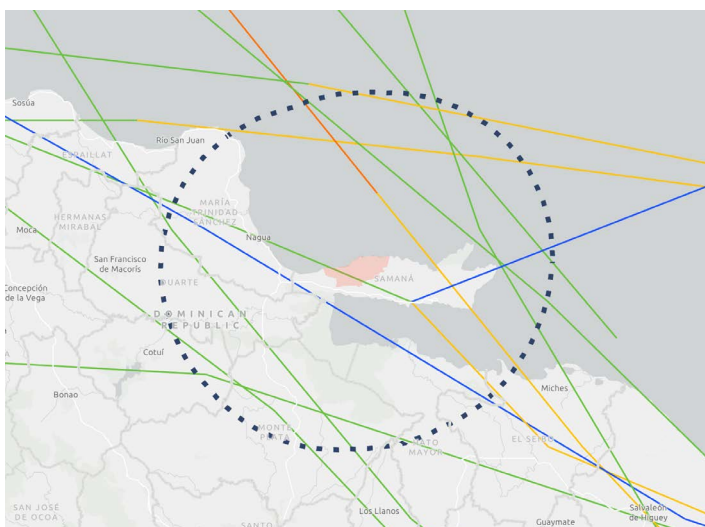 Sosúa
Río San Juan
ESPAILLAT
MARÍA
TRINIDAD
SÁNCHEZ
HERMANAS
MIRABAL
Moca
Nagua
San Francisco
de Macorís
SAMANÁ
DUARTE
Concepción
de la Vega
DOMINICAN
REPUBLIC
Cotuí
Miches
Bonao
MONTE
PLATA
HATO
MAYOR
EL SEIBO
SAN JOSÉ
DE OCOA
Los Llanos
Salvaleón
de Higüey
SANTO
Guaymate